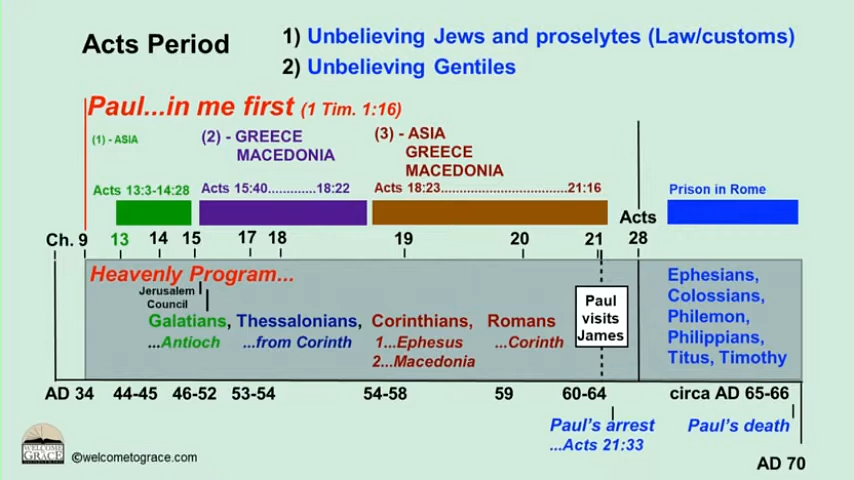 Acts Period
1) Unbelieving Jews and proselytes (Law/customs)
2) Unbelieving Gentiles
Paul...in me first (1 Tim. 1:16)
(1) - ASIA
(2) - GREECE
MACEDONIA
(3) - ASIA
GREECE
MACEDONIA
Acts 13:3-14:28
Acts 15:40............18:22
Acts 18:23................................21:16
Prison in Rome
Acts
Ch. 9 13 14 15 17 18 19 20 21 28
Heavenly Program...
Jerusalem
Council
Galatians, Thessalonians, Corinthians, Romans
...Antioch ...from Corinth 1...Ephesus ...Corinth
2...Macedonia
Paul
visits
James
Ephesians,
Colossians,
Philemon,
Philippians,
Titus, Timothy
AD 34 44-45 46-52 53-54 54-58 59 60-64 circa AD 65-66
Paul's arrest
...Acts 21:33
Paul's death
AD 70
WELCOME
GRACE
©welcometograce.com